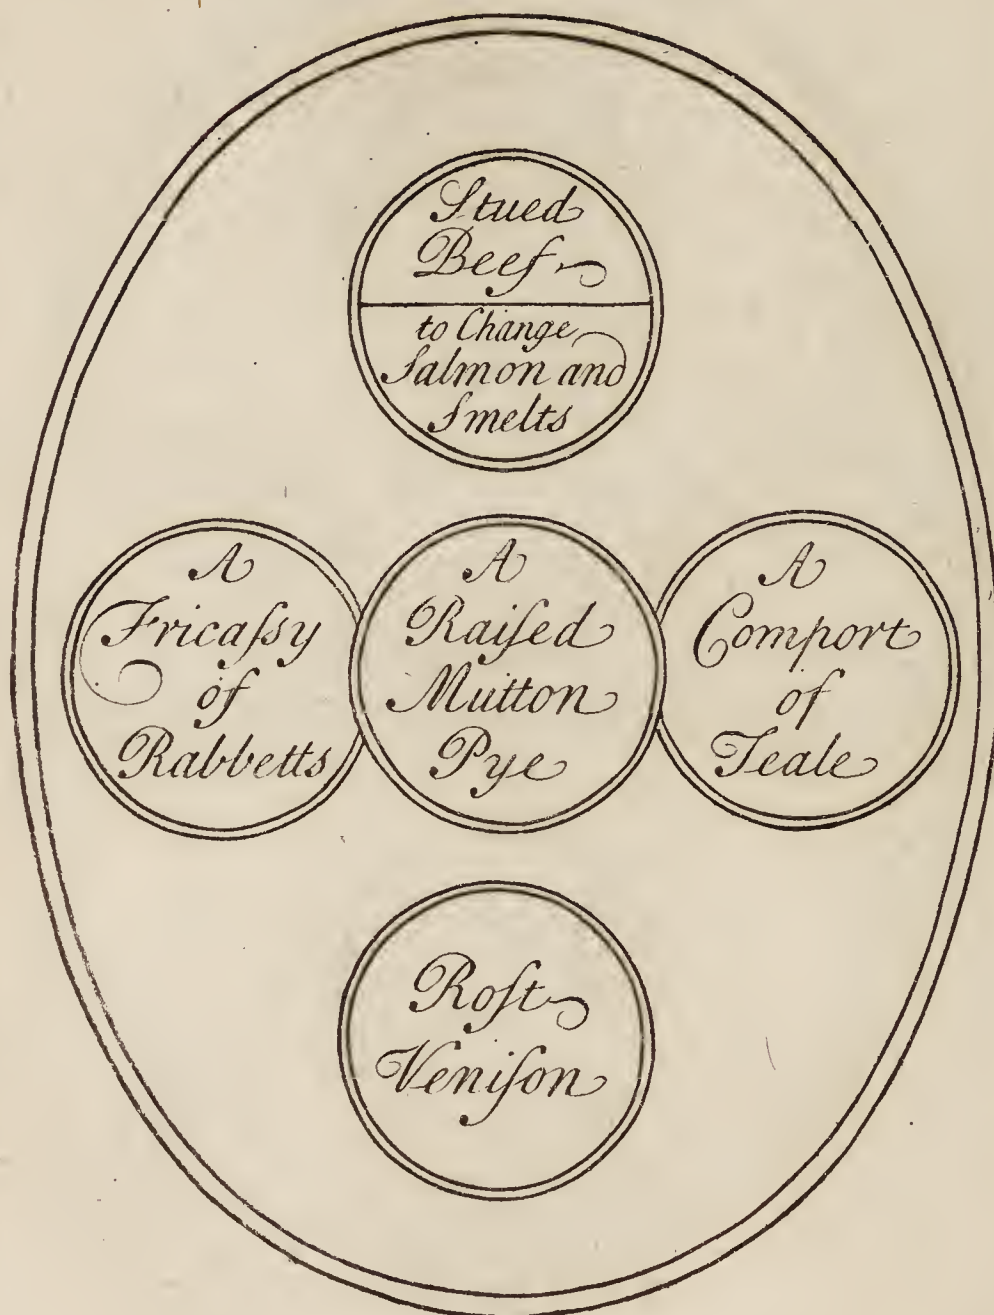 Stued
Beef
to Change
Salmon and
Smelts
A
Fricaſsy
of
Rabbetts
A
Raiſed
Mutton
Pye
A
Comport
of
Teale
Roſt
Veniſon